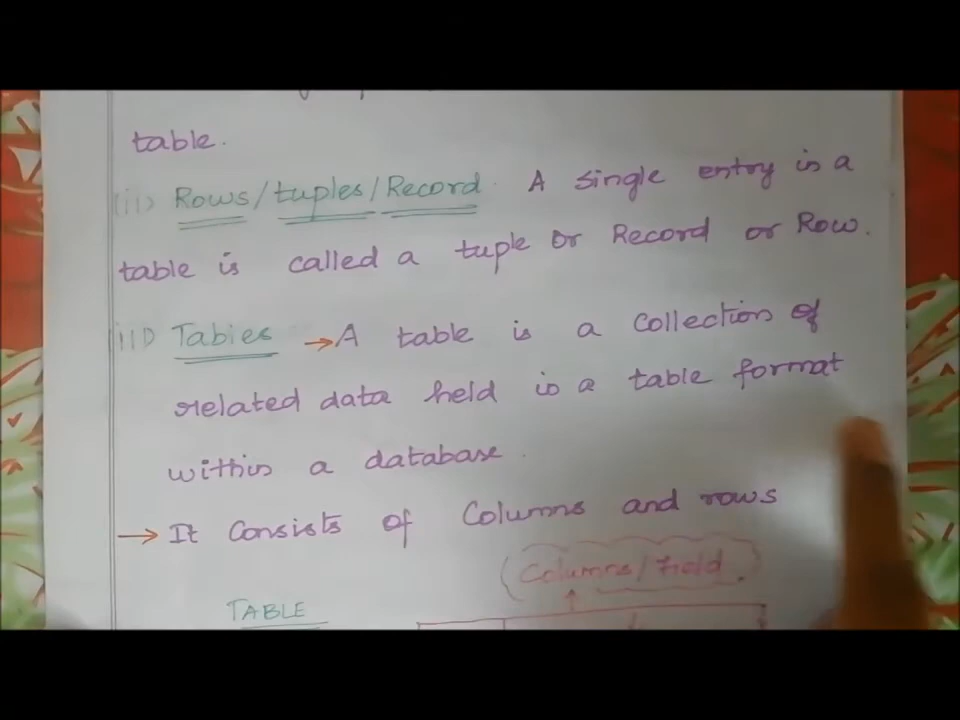 table.
(ii) Rows/tuples/Record. A single entry in a
table is called a tuple or Record or Row.
iii) Tables → A table is a collection of
related data held in a table format
within a database.
→ It consists of Columns and rows
Columns/Field.
TABLE